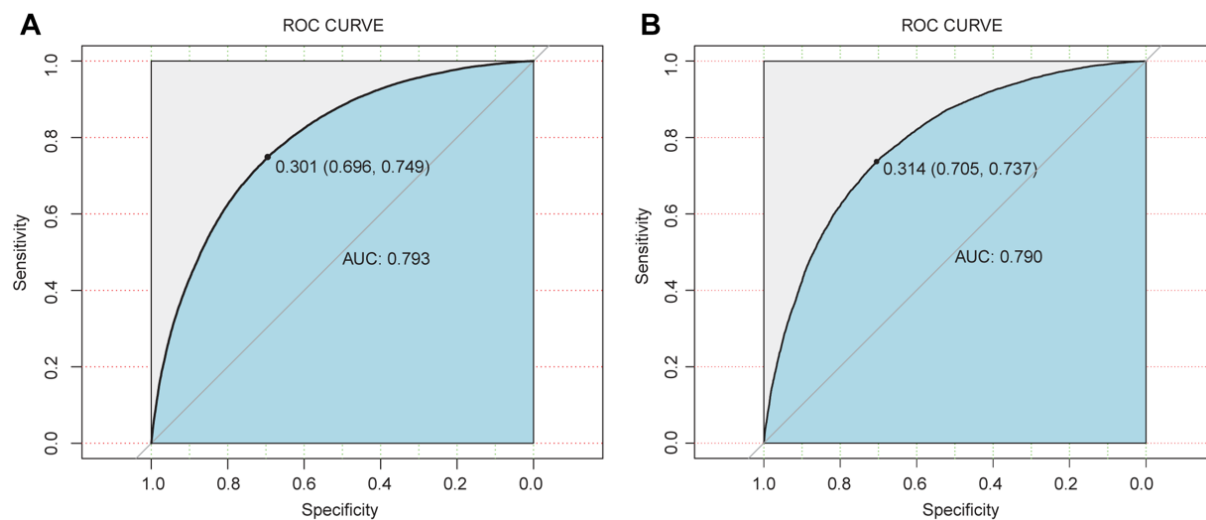 A
ROC CURVE
Sensitivity
1.0
0.8
0.6
0.4
0.2
0.0
0.301 (0.696, 0.749)
AUC: 0.793
1.0 0.8 0.6 0.4 0.2 0.0
Specificity
B
ROC CURVE
Sensitivity
1.0
0.8
0.6
0.4
0.2
0.0
0.314 (0.705, 0.737)
AUC: 0.790
1.0 0.8 0.6 0.4 0.2 0.0
Specificity